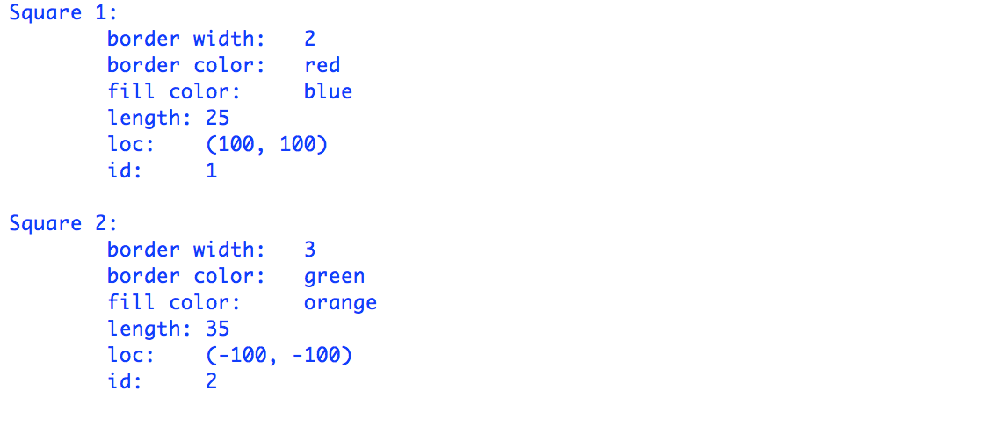 Square 1:
border width: 2
border color: red
fill color: blue
length: 25
loc: (100, 100)
id: 1
Square 2:
border width: 3
border color: green
fill color: orange
length: 35
loc: (-100, -100)
id: 2